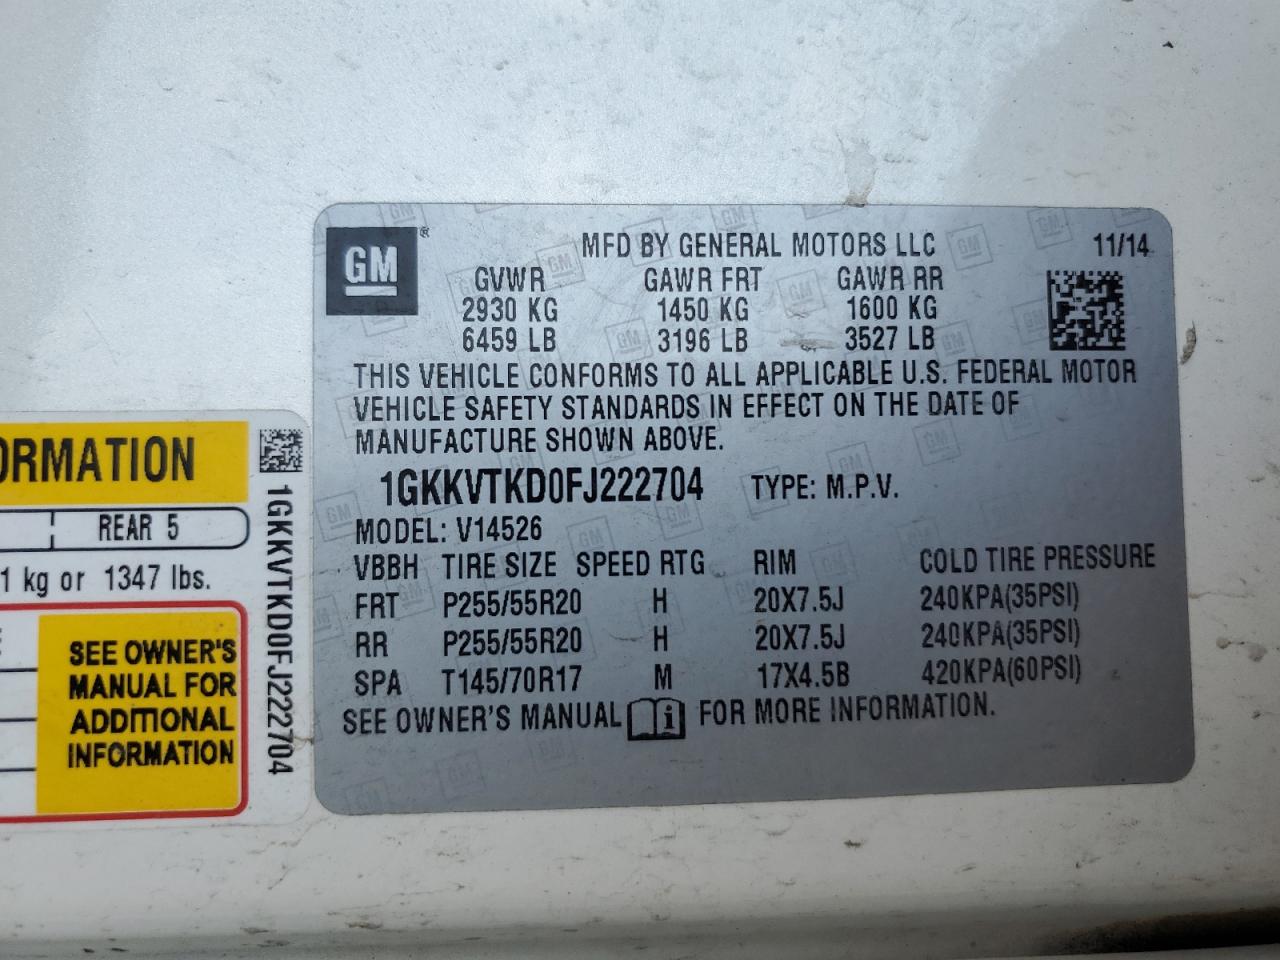 GM
®
MFD BY GENERAL MOTORS LLC 11/14
GVWR GAWR FRT GAWR RR
2930 KG 1450 KG 1600 KG
6459 LB 3196 LB 3527 LB
THIS VEHICLE CONFORMS TO ALL APPLICABLE U.S. FEDERAL MOTOR
VEHICLE SAFETY STANDARDS IN EFFECT ON THE DATE OF
MANUFACTURE SHOWN ABOVE.
1GKKVTKD0FJ222704 TYPE: M.P.V.
MODEL: V14526
VBBH TIRE SIZE SPEED RTG RIM COLD TIRE PRESSURE
FRT P255/55R20 H 20X7.5J 240KPA(35PSI)
RR P255/55R20 H 20X7.5J 240KPA(35PSI)
SPA T145/70R17 M 17X4.5B 420KPA(60PSI)
SEE OWNER'S MANUAL i FOR MORE INFORMATION.
ORMATION
REAR 5
1 kg or 1347 lbs.
SEE OWNER'S
MANUAL FOR
ADDITIONAL
INFORMATION
1GKKVTKD0FJ222704